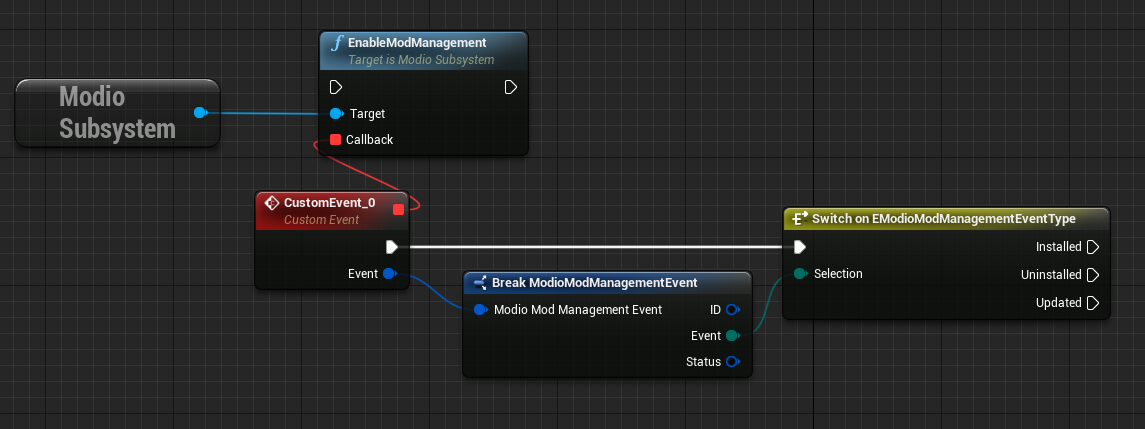 EnableModManagement
Target is Modio Subsystem
Modio
Subsystem
Target
Callback
CustomEvent_0
Custom Event
Event
Switch on EModioModManagementEventType
Installed
Selection
Uninstalled
Updated
Break ModioModManagementEvent
Modio Mod Management Event
ID
Event
Status